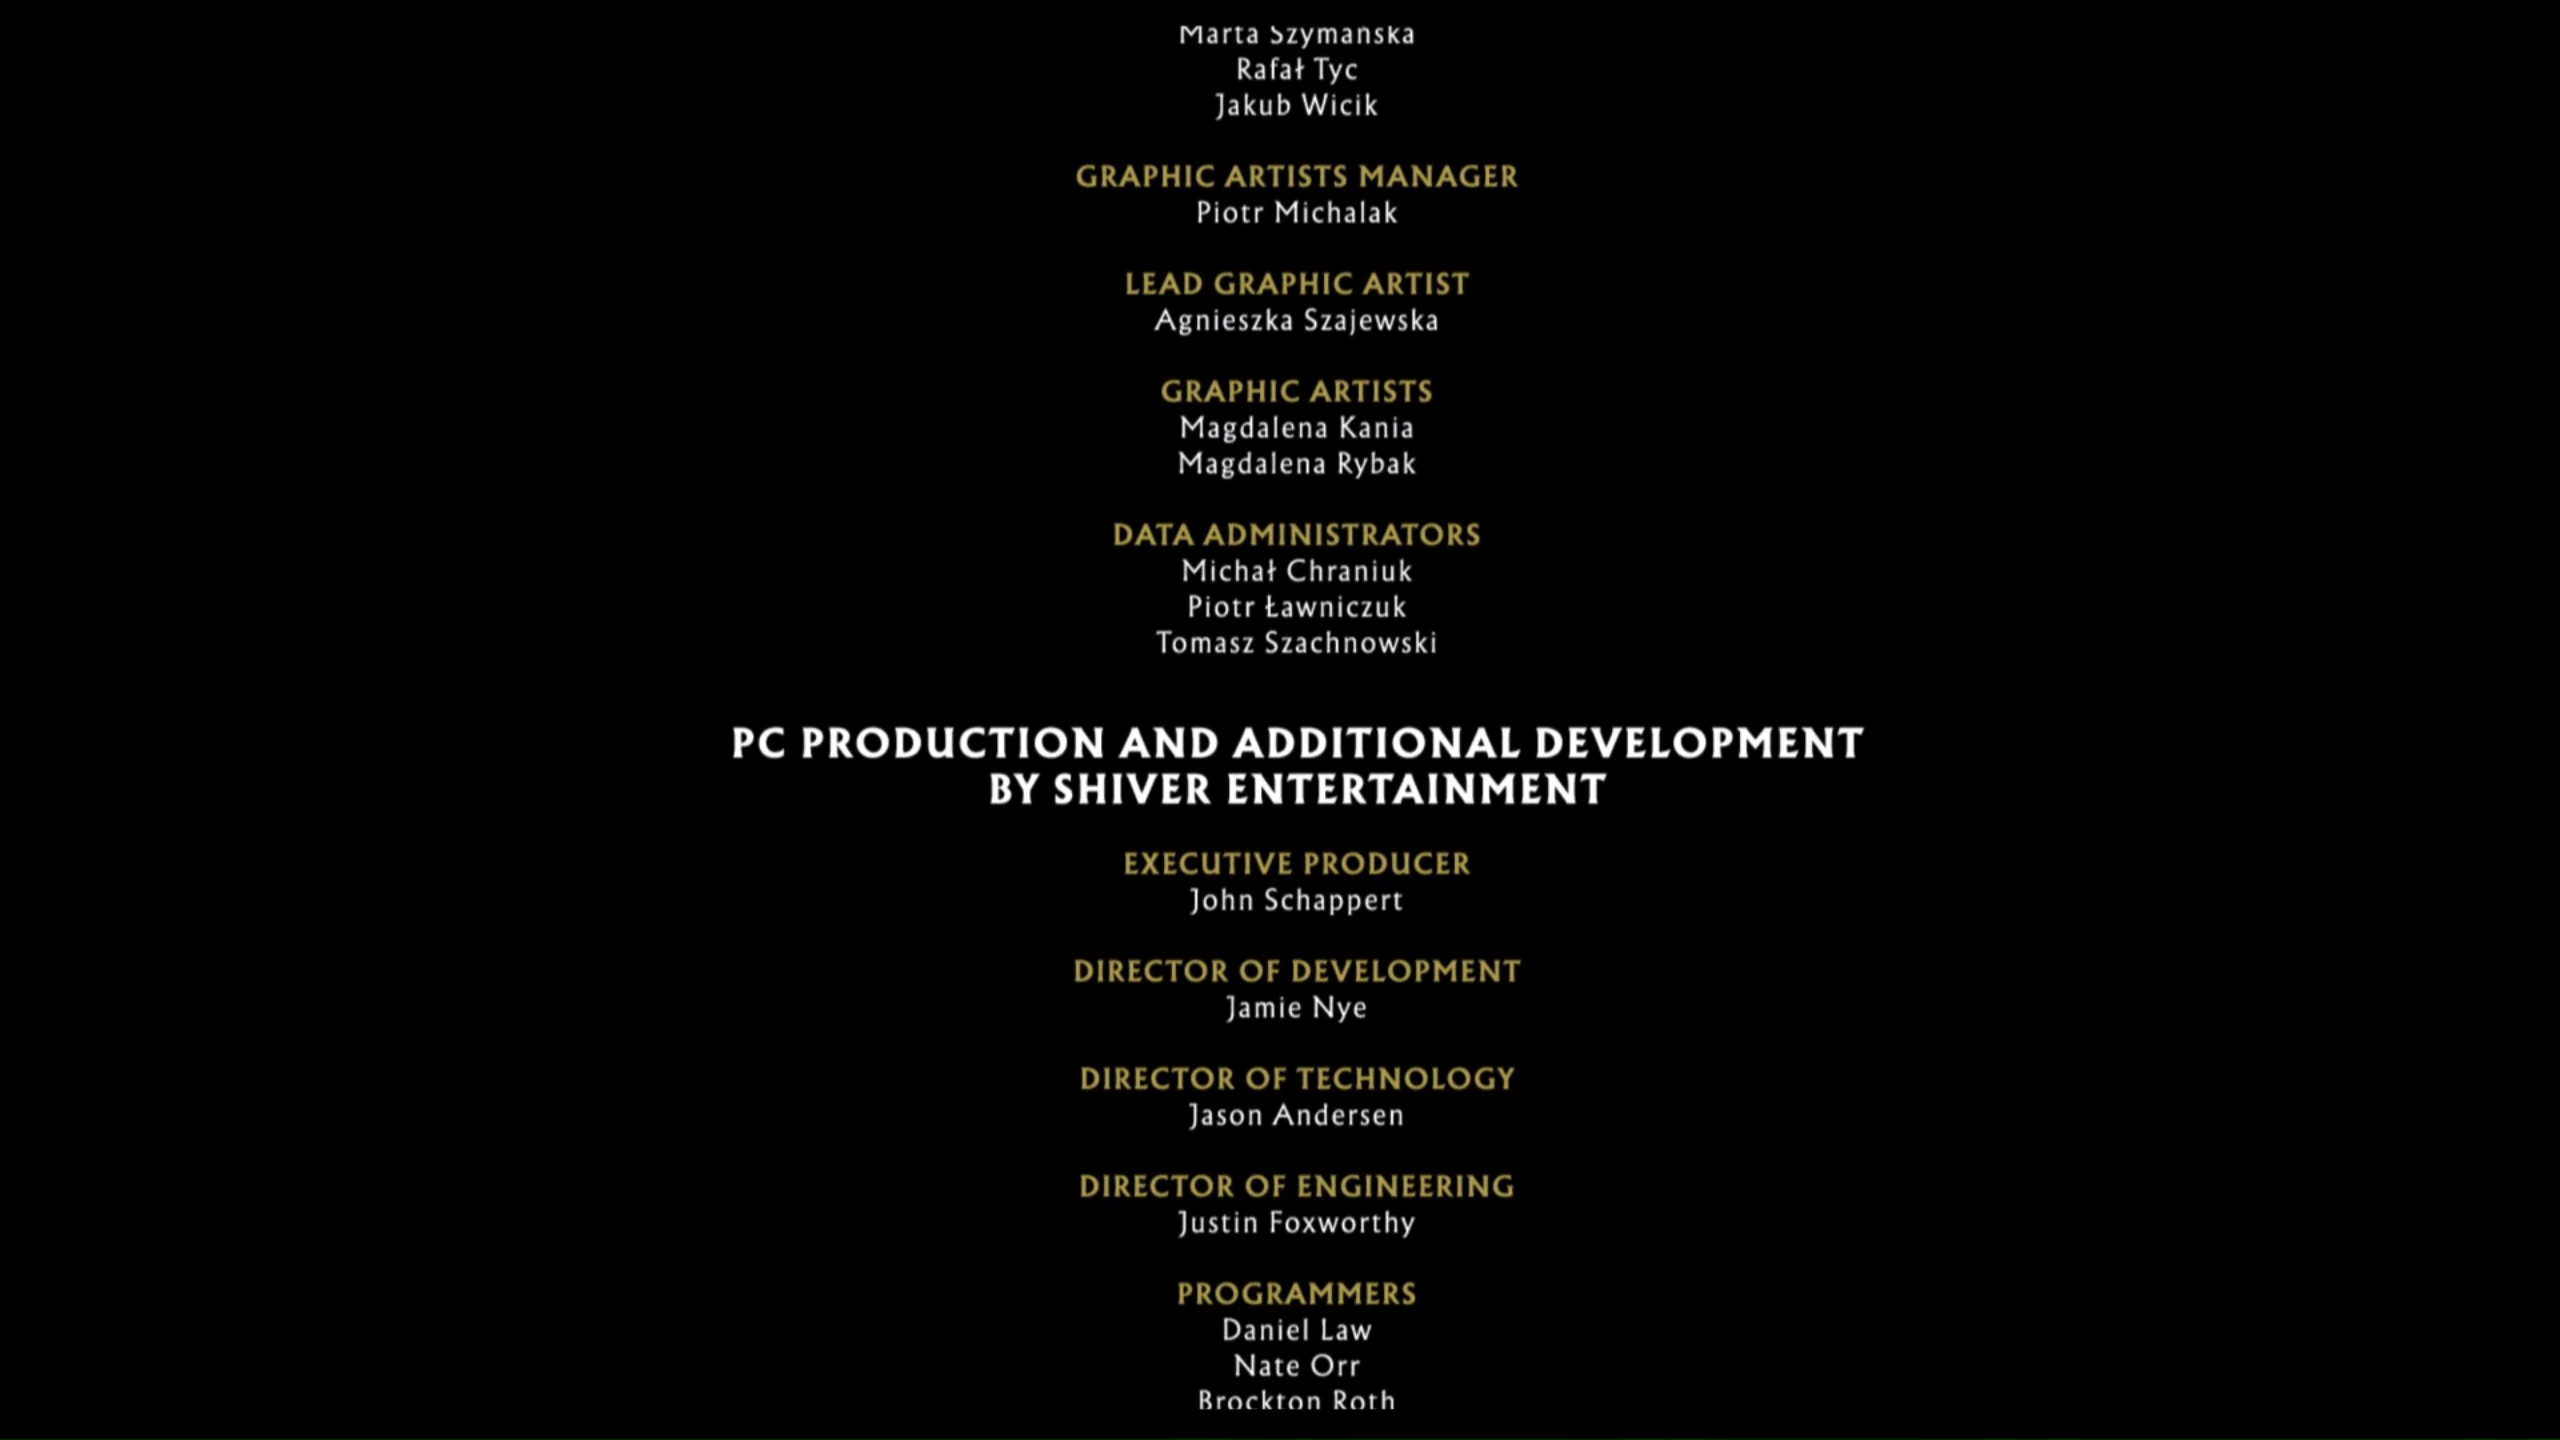 Marta Szymańska
Rafał Tyc
Jakub Wicik
GRAPHIC ARTISTS MANAGER
Piotr Michalak
LEAD GRAPHIC ARTIST
Agnieszka Szajewska
GRAPHIC ARTISTS
Magdalena Kania
Magdalena Rybak
DATA ADMINISTRATORS
Michał Chraniuk
Piotr Ławniczuk
Tomasz Szachnowski
PC PRODUCTION AND ADDITIONAL DEVELOPMENT
BY SHIVER ENTERTAINMENT
EXECUTIVE PRODUCER
John Schappert
DIRECTOR OF DEVELOPMENT
Jamie Nye
DIRECTOR OF TECHNOLOGY
Jason Andersen
DIRECTOR OF ENGINEERING
Justin Foxworthy
PROGRAMMERS
Daniel Law
Nate Orr
Brockton Roth